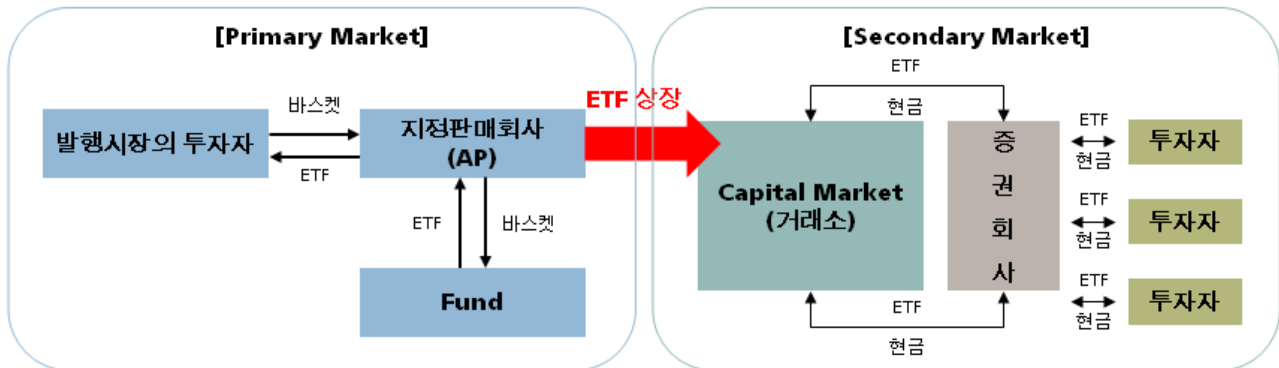 [Primary Market]
발행시장의 투자자
바스켓
ETF
지정판매회사
(AP)
ETF
바스켓
Fund
ETF 상장
[Secondary Market]
ETF
현금
Capital Market
(거래소)
증
권
회
사
ETF
현금
ETF
현금
투자자
ETF
현금
투자자
ETF
현금
투자자